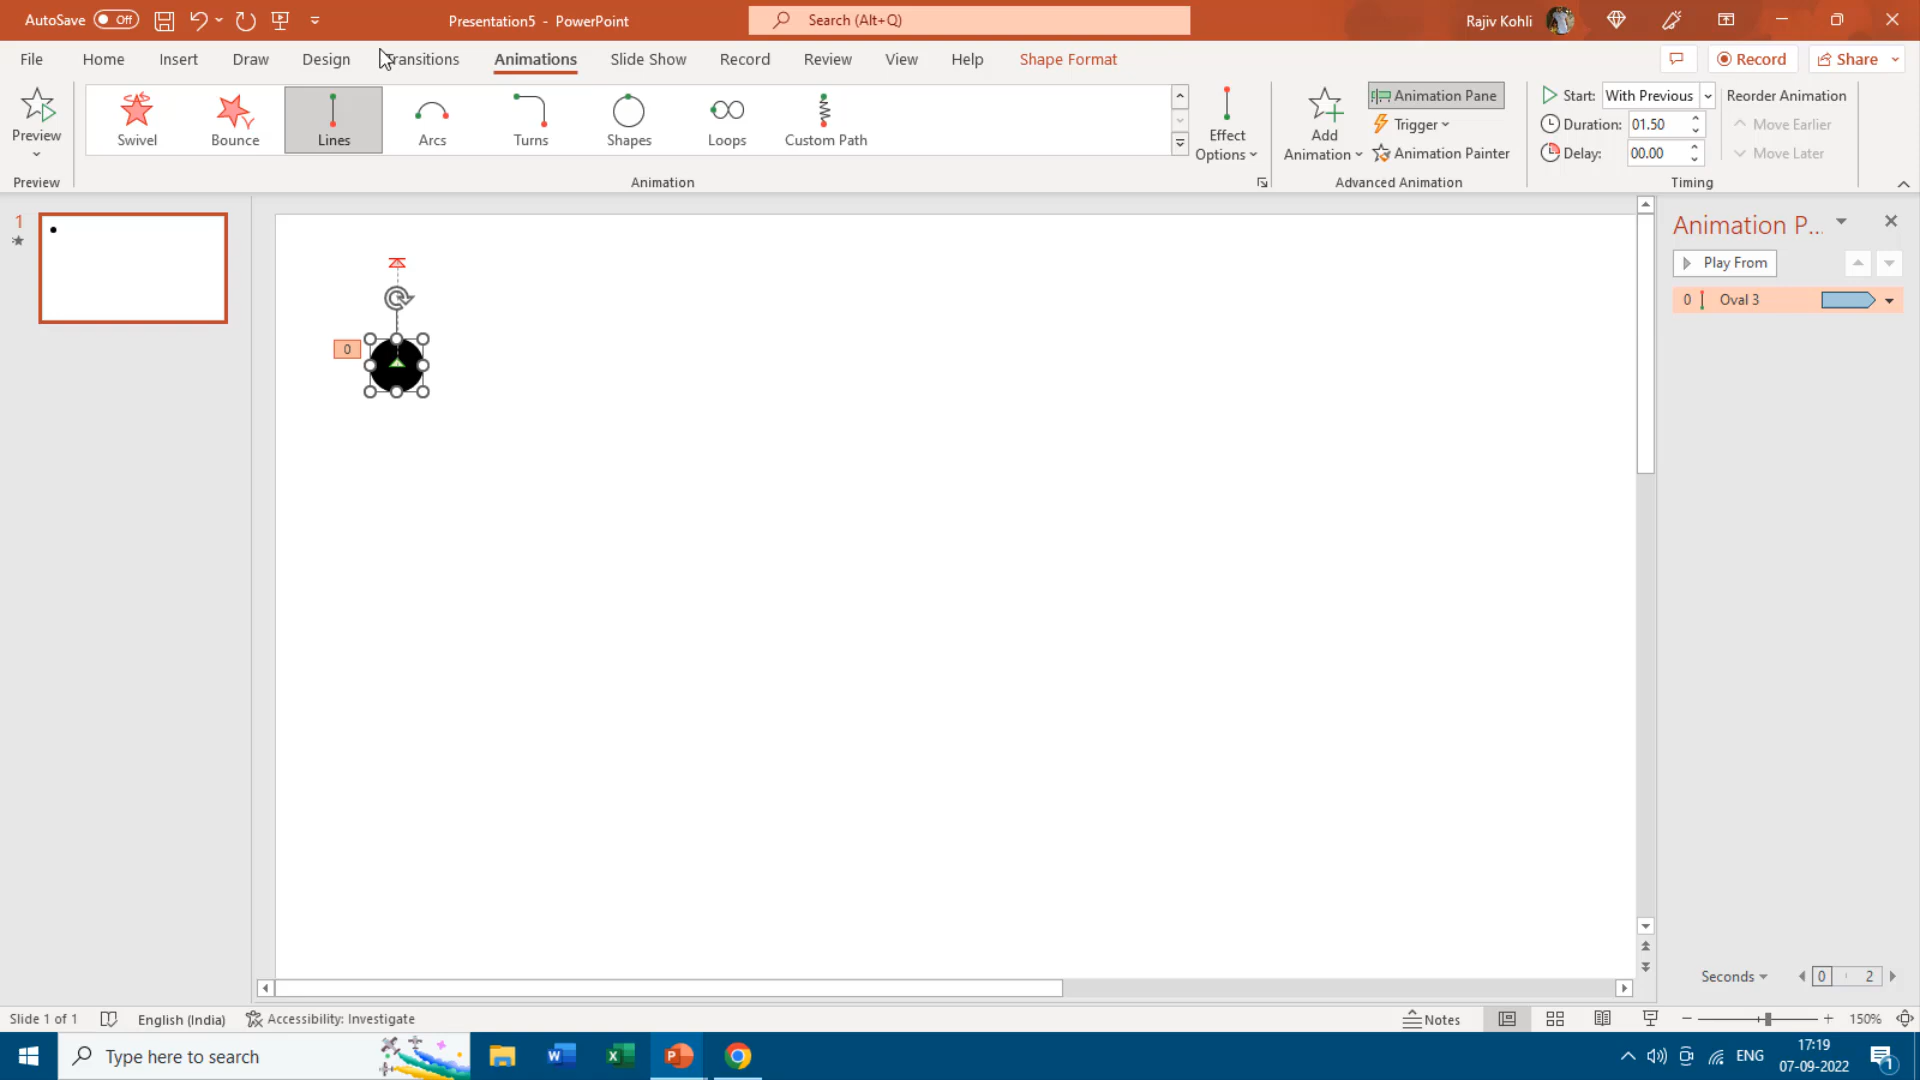 AutoSave Off Presentation5 - PowerPoint Search (Alt+Q) Rajiv Kohli
File Home Insert Draw Design Transitions Animations Slide Show Record Review View Help Shape Format Record Share
Preview
Swivel Bounce Lines Arcs Turns Shapes Loops Custom Path
Effect Options
Add Animation
Animation Pane
Trigger
Animation Painter
Start: With Previous
Duration: 01.50
Delay: 00.00
Reorder Animation
Move Earlier
Move Later
Preview Animation Advanced Animation Timing
1
0
Animation P...
Play From
0 Oval 3
Seconds 0 2
Slide 1 of 1 English (India) Accessibility: Investigate Notes 150%
Type here to search ENG
17:19
07-09-2022
1